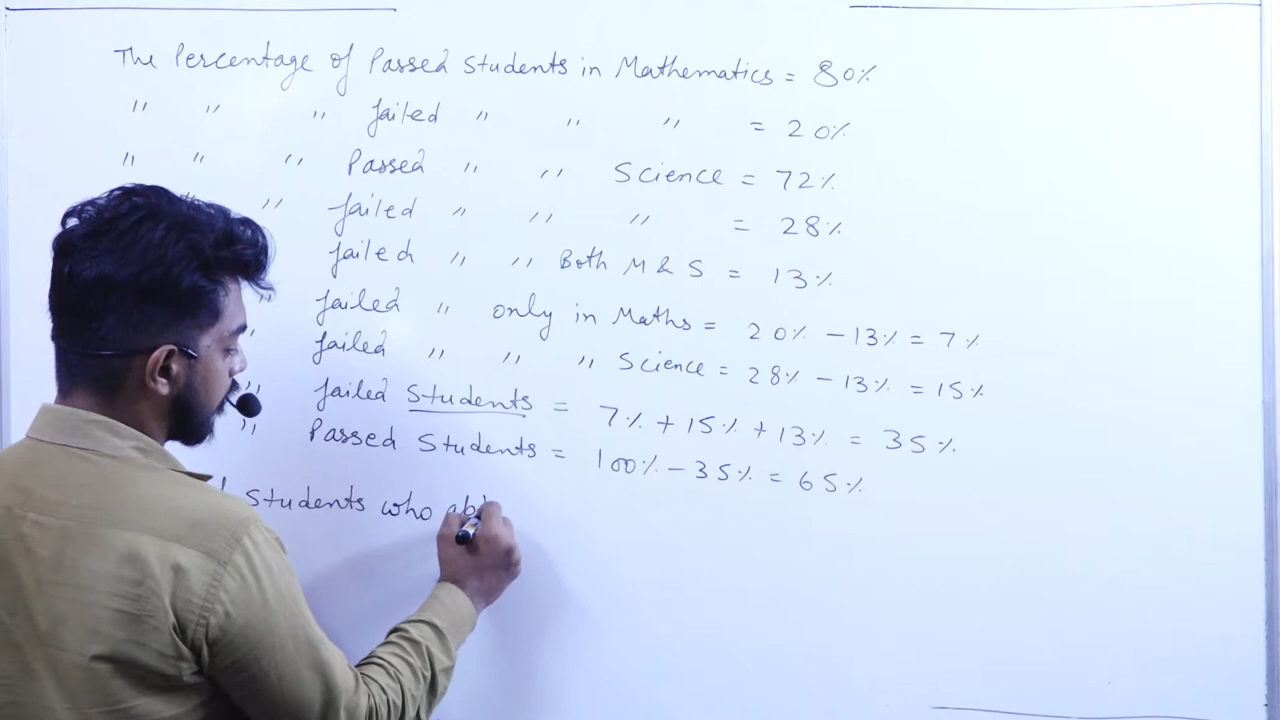 The Percentage of Passed Students in Mathematics = 80%
" " " failed " " " = 20%
" " " Passed " " Science = 72%
" " failed " " " = 28%
failed " " Both M & S = 13%
" failed " only in Maths = 20% - 13% = 7%
" failed " " " Science = 28% - 13% = 15%
" failed Students = 7% + 15% + 13% = 35%
" Passed Students = 100% - 35% = 65%
Students who